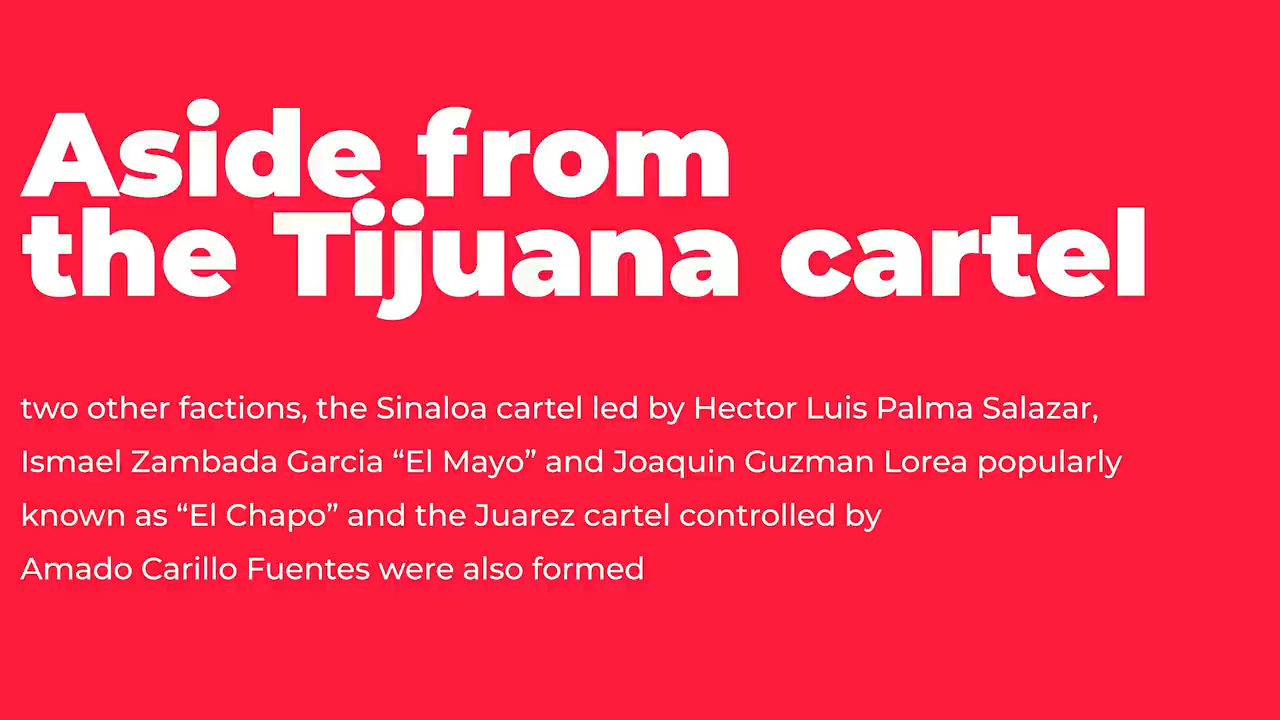 Aside from
the Tijuana cartel
two other factions, the Sinaloa cartel led by Hector Luis Palma Salazar,
Ismael Zambada Garcia “El Mayo” and Joaquin Guzman Lorea popularly
known as “El Chapo” and the Juarez cartel controlled by
Amado Carillo Fuentes were also formed